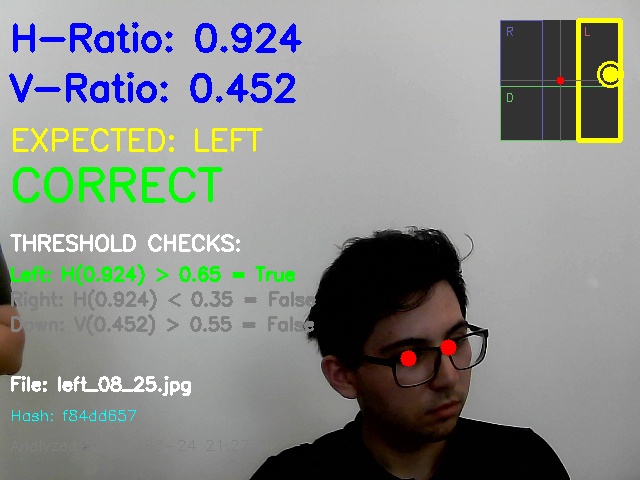 H-Ratio: 0.924
V-Ratio: 0.452
EXPECTED: LEFT
CORRECT
THRESHOLD CHECKS:
Left: H(0.924) > 0.65 = True
Right: H(0.924) < 0.35 = False
Down: V(0.452) > 0.55 = False
File: left_08_25.jpg
Hash: f84dd657
R
L
D